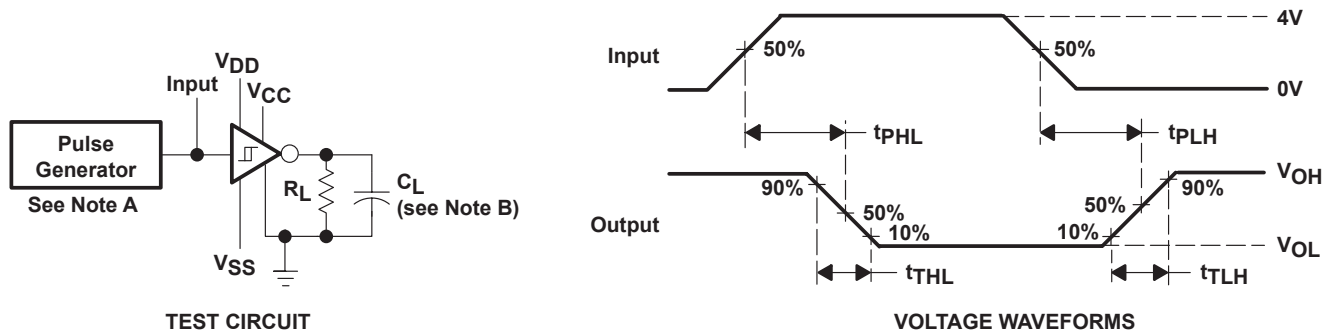 Pulse
Generator
See Note A
Input
VDD
VCC
VSS
RL
CL
(see Note B)
TEST CIRCUIT
Input
50%
50%
4V
0V
tPHL
tPLH
Output
90%
50%
10%
10%
50%
90%
VOH
VOL
tTHL
tTLH
VOLTAGE WAVEFORMS